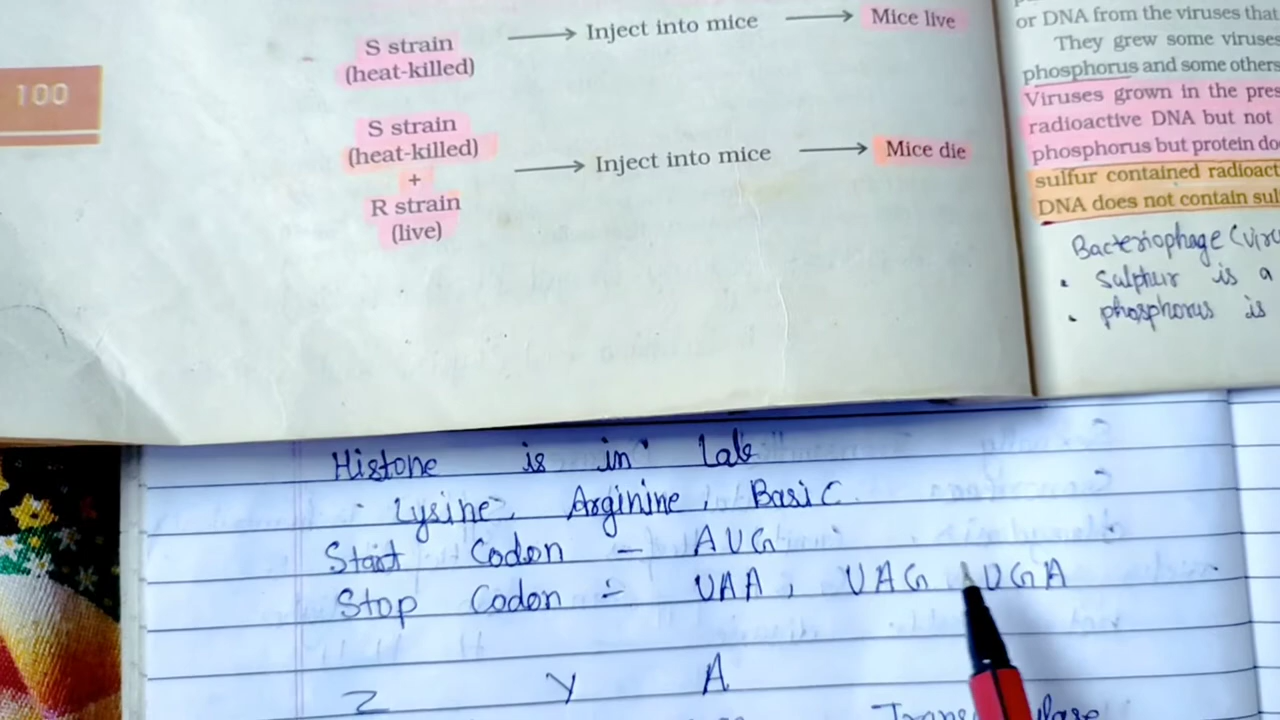 100
S strain
(heat-killed)
Inject into mice
Mice live
S strain
(heat-killed)
+
R strain
(live)
Inject into mice
Mice die
or DNA from the viruses that
They grew some viruses
phosphorus and some others
Viruses grown in the pres
radioactive DNA but not
phosphorus but protein do
sulfur contained radioact
DNA does not contain sul
Bacteriophage (vir
• Sulphur is a
• phosphorus is
Histone is in Lab
Lysine, Arginine, Basic
Start Codon - AUG
Stop Codon ÷ UAA, UAG UGA
Z Y A